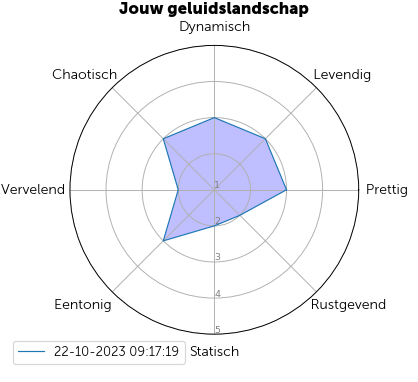 Jouw geluidslandschap
Dynamisch
Chaotisch
Levendig
Vervelend
1
Prettig
2
3
Eentonig
4
Rustgevend
5
22-10-2023 09:17:19
Statisch